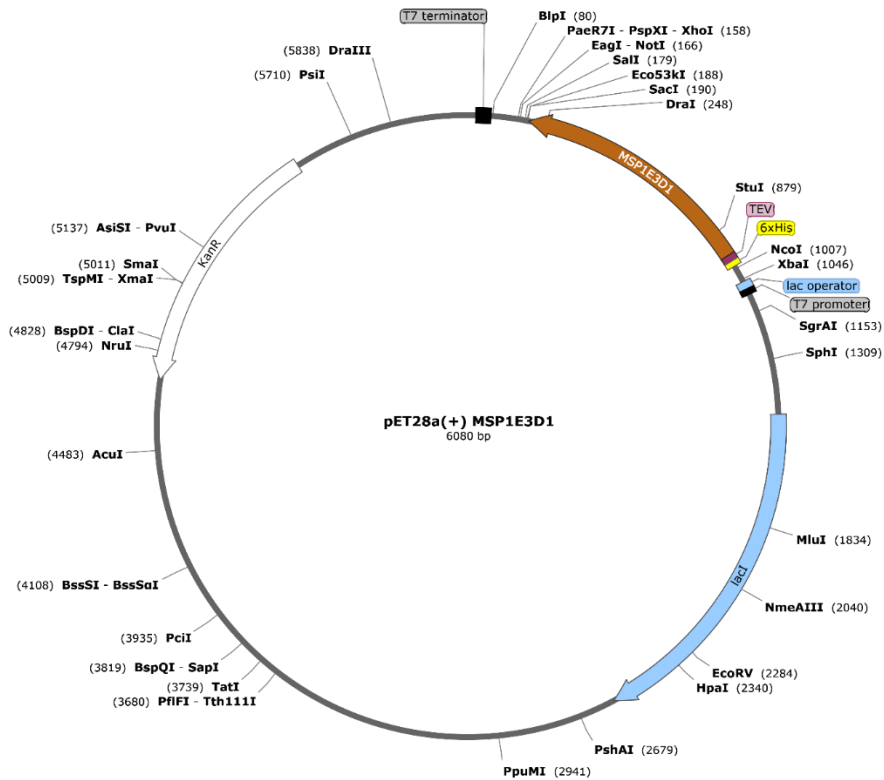 T7 terminator
BlpI (80)
PaeR7I - PspXI - XhoI (158)
EagI - NotI (166)
SalI (179)
Eco53kI (188)
SacI (190)
DraI (248)
MSP1E3D1
StuI (879)
TEV
6xHis
NcoI (1007)
XbaI (1046)
lac operator
T7 promoter
SgrAI (1153)
SphI (1309)
lacI
MluI (1834)
NmeAIII (2040)
EcoRV (2284)
HpaI (2340)
PshAI (2679)
PpuMI (2941)
(3680) PflFI - Tth111I
(3739) TatI
(3819) BspQI - SapI
(3935) PciI
(4108) BssSI - BssSαI
(4483) AcuI
(4794) NruI
(4828) BspDI - ClaI
(5009) TspMI - XmaI
(5011) SmaI
(5137) AsiSI - PvuI
KanR
(5710) PsiI
(5838) DraIII
pET28a(+) MSP1E3D1
6080 bp